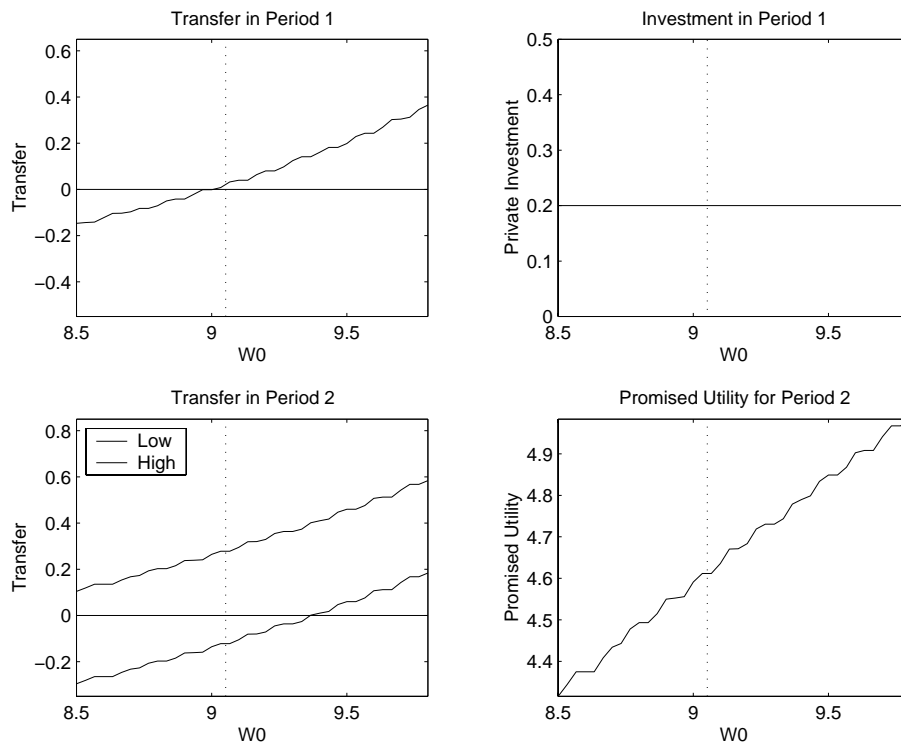 Transfer in Period 1
0.6
0.4
0.2
0
−0.2
−0.4
Transfer
8.5 9 9.5
W0
Investment in Period 1
0.5
0.4
0.3
0.2
0.1
0
Private Investment
8.5 9 9.5
W0
Transfer in Period 2
0.8
0.6
0.4
0.2
0
−0.2
Transfer
Low
High
8.5 9 9.5
W0
Promised Utility for Period 2
4.9
4.8
4.7
4.6
4.5
4.4
Promised Utility
8.5 9 9.5
W0